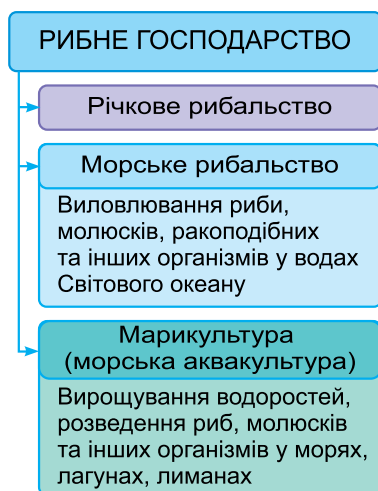 РИБНЕ ГОСПОДАРСТВО
Річкове рибальство
Морське рибальство
Виловлювання риби,
молюсків, ракоподібних
та інших організмів у водах
Світового океану
Марикультура
(морська аквакультура)
Вирощування водоростей,
розведення риб, молюсків
та інших організмів у морях,
лагунах, лиманах